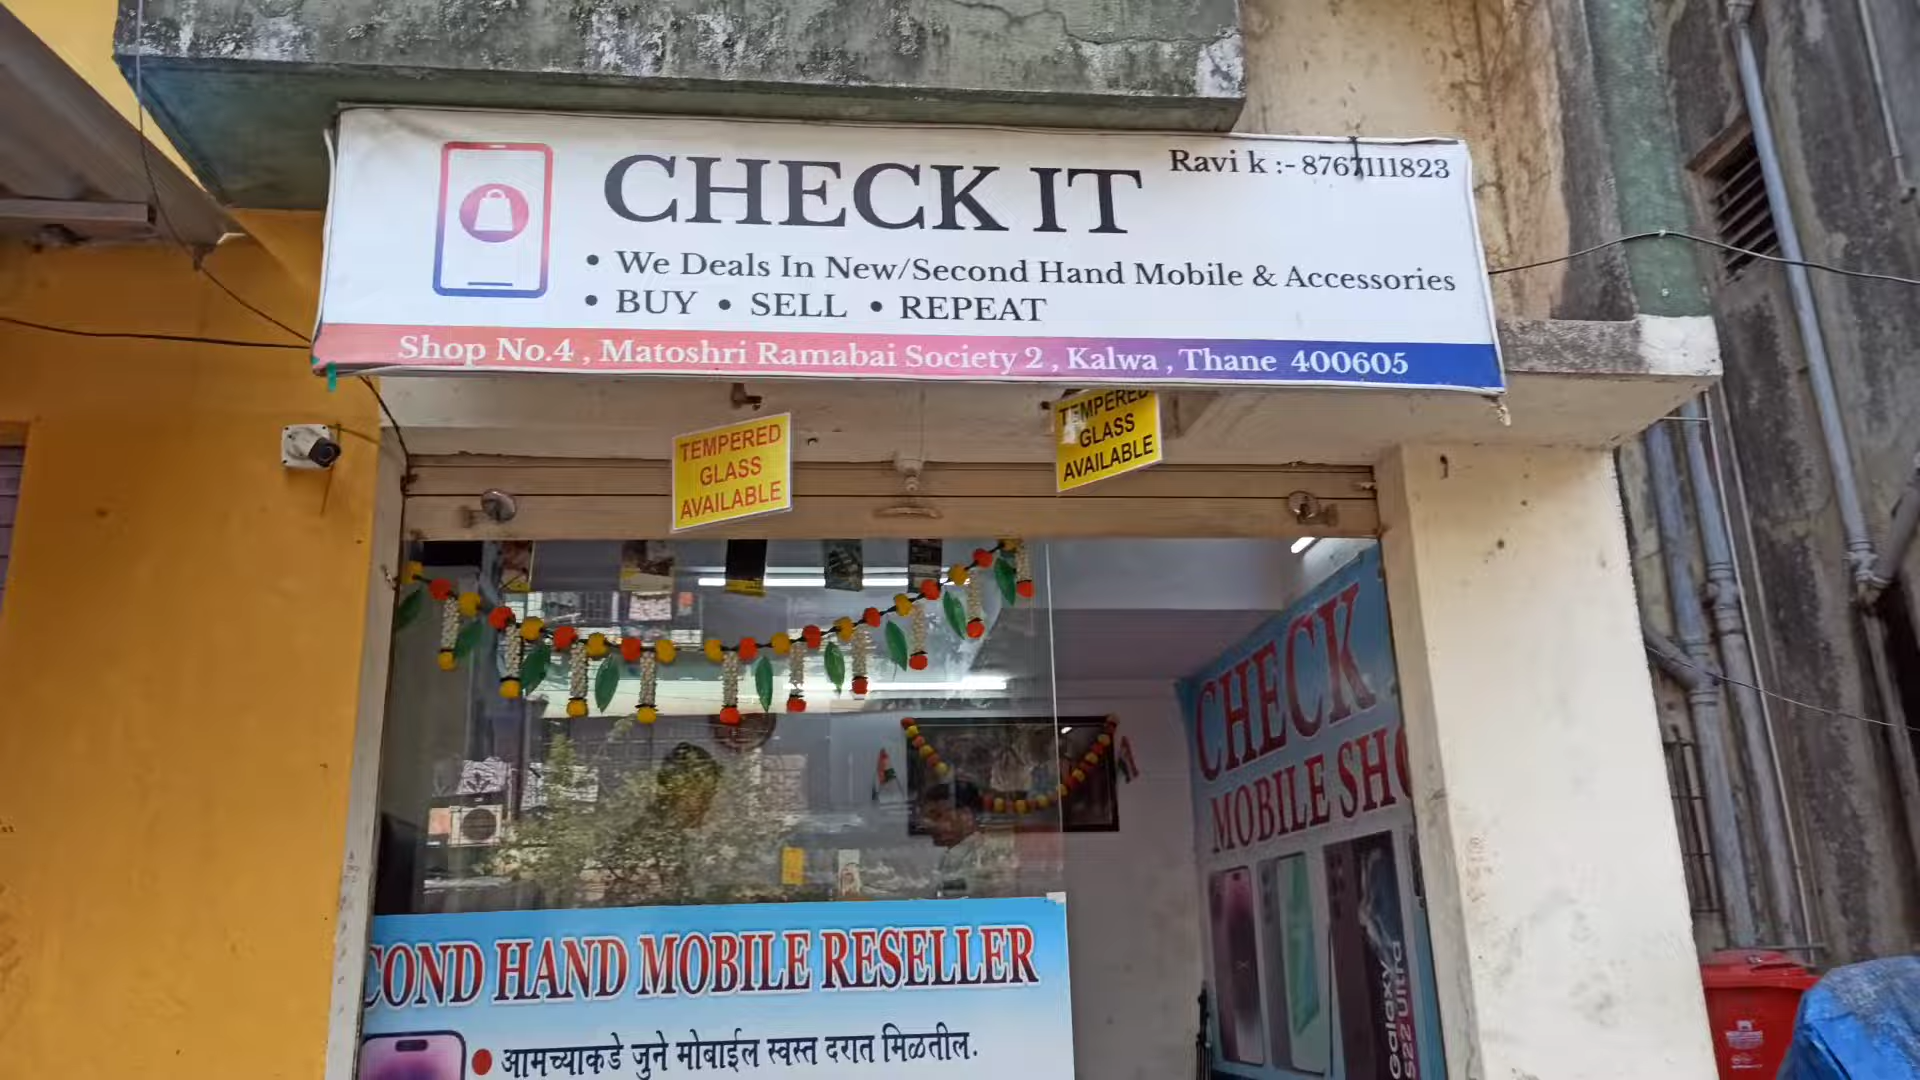 CHECK IT
Ravi k :- 8767111823
• We Deals In New/Second Hand Mobile & Accessories
• BUY • SELL • REPEAT
Shop No.4 , Matoshri Ramabai Society 2 , Kalwa , Thane 400605
TEMPERED
GLASS
AVAILABLE
TEMPERED
GLASS
AVAILABLE
CHECK
MOBILE SHO
COND HAND MOBILE RESELLER
• आमच्याकडे जुने मोबाईल स्वस्त दरात मिळतील.
Galaxy
S22 Ultra